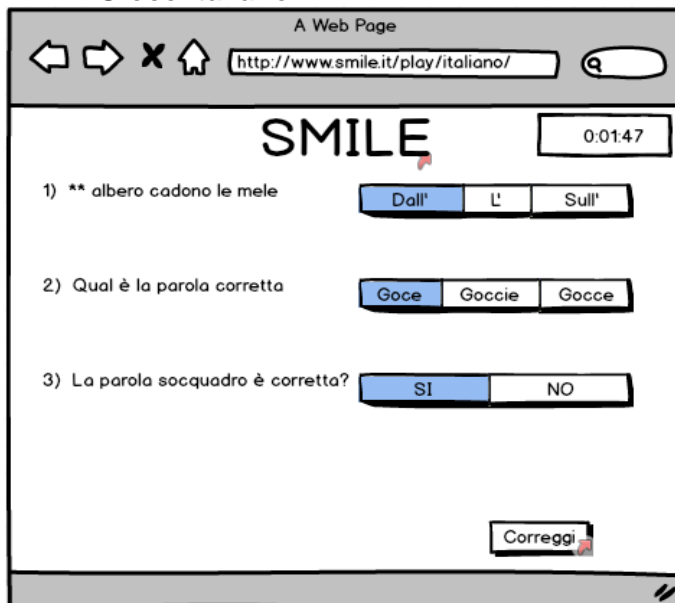 A Web Page
http://www.smile.it/play/italiano/
SMILE
0:01:47
1) ** albero cadono le mele
Dall' L' Sull'
2) Qual è la parola corretta
Goce Goccie Gocce
3) La parola socquadro è corretta?
SI NO
Correggi